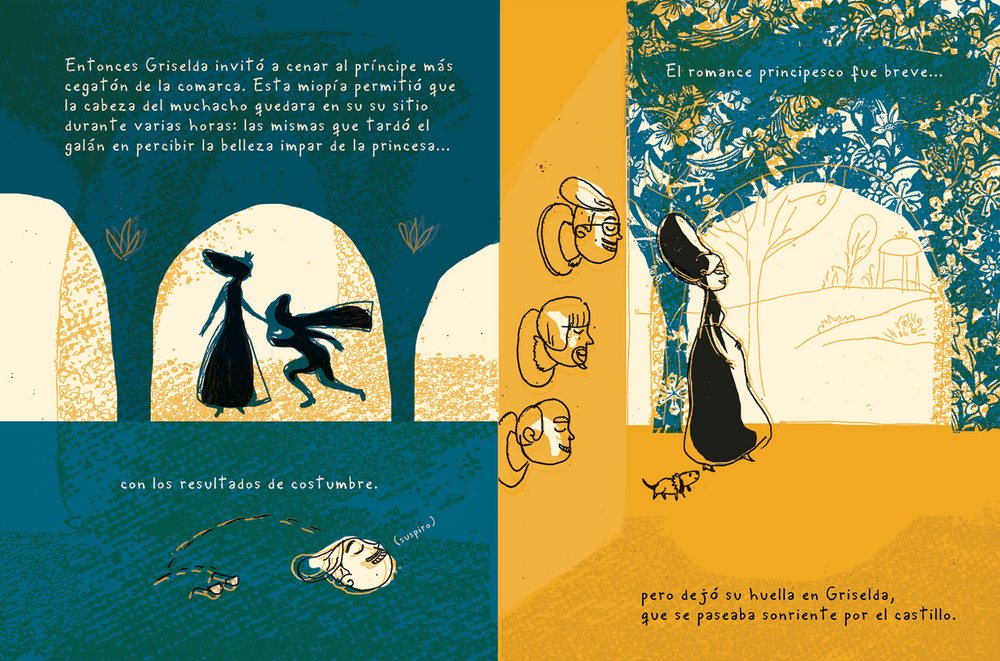 Entonces Griselda invitó a cenar al príncipe más
cegatón de la comarca. Esta miopía permitió que
la cabeza del muchacho quedara en su su sitio
durante varias horas: las mismas que tardó el
galán en percibir la belleza impar de la princesa...
con los resultados de costumbre.
(suspiro)
El romance principesco fue breve...
pero dejó su huella en Griselda,
que se paseaba sonriente por el castillo.